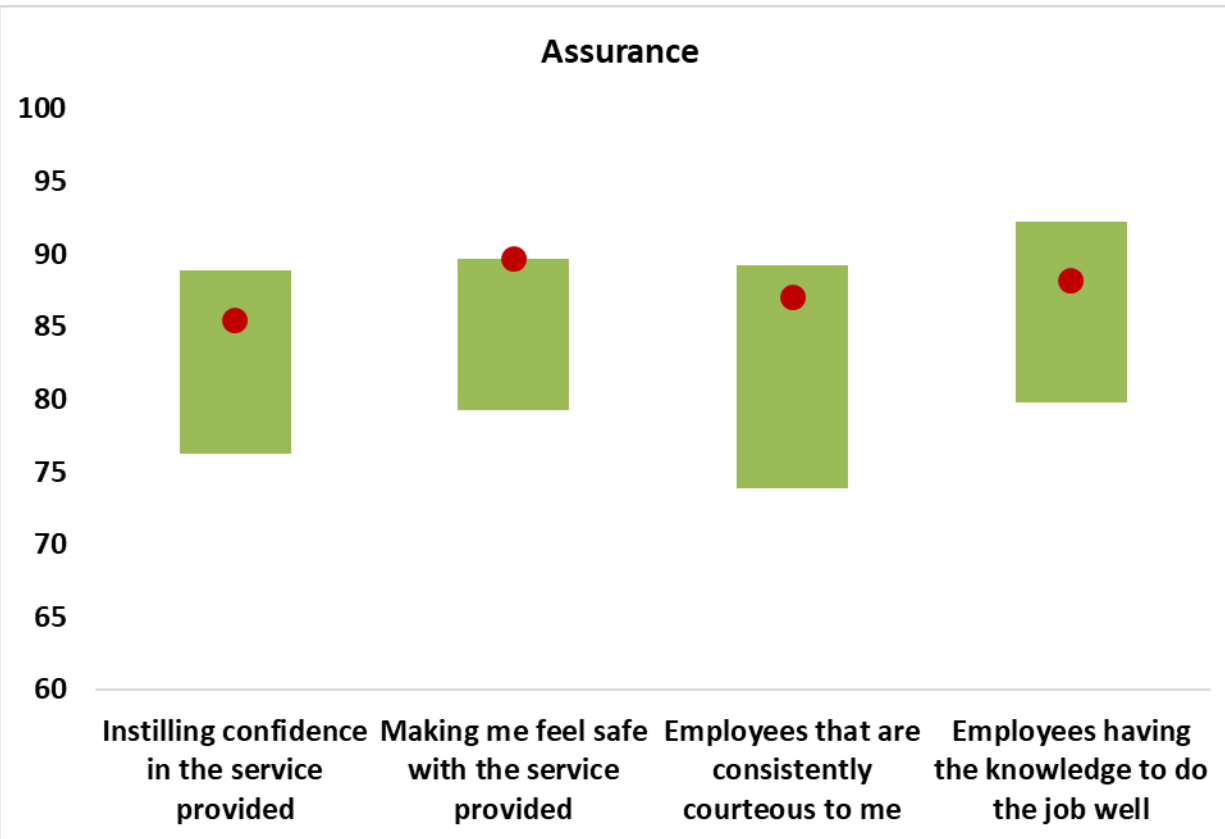 Assurance
100
95
90
85
80
75
70
65
60
Instilling confidence
in the service
provided
Making me feel safe
with the service
provided
Employees that are
consistently
courteous to me
Employees having
the knowledge to do
the job well